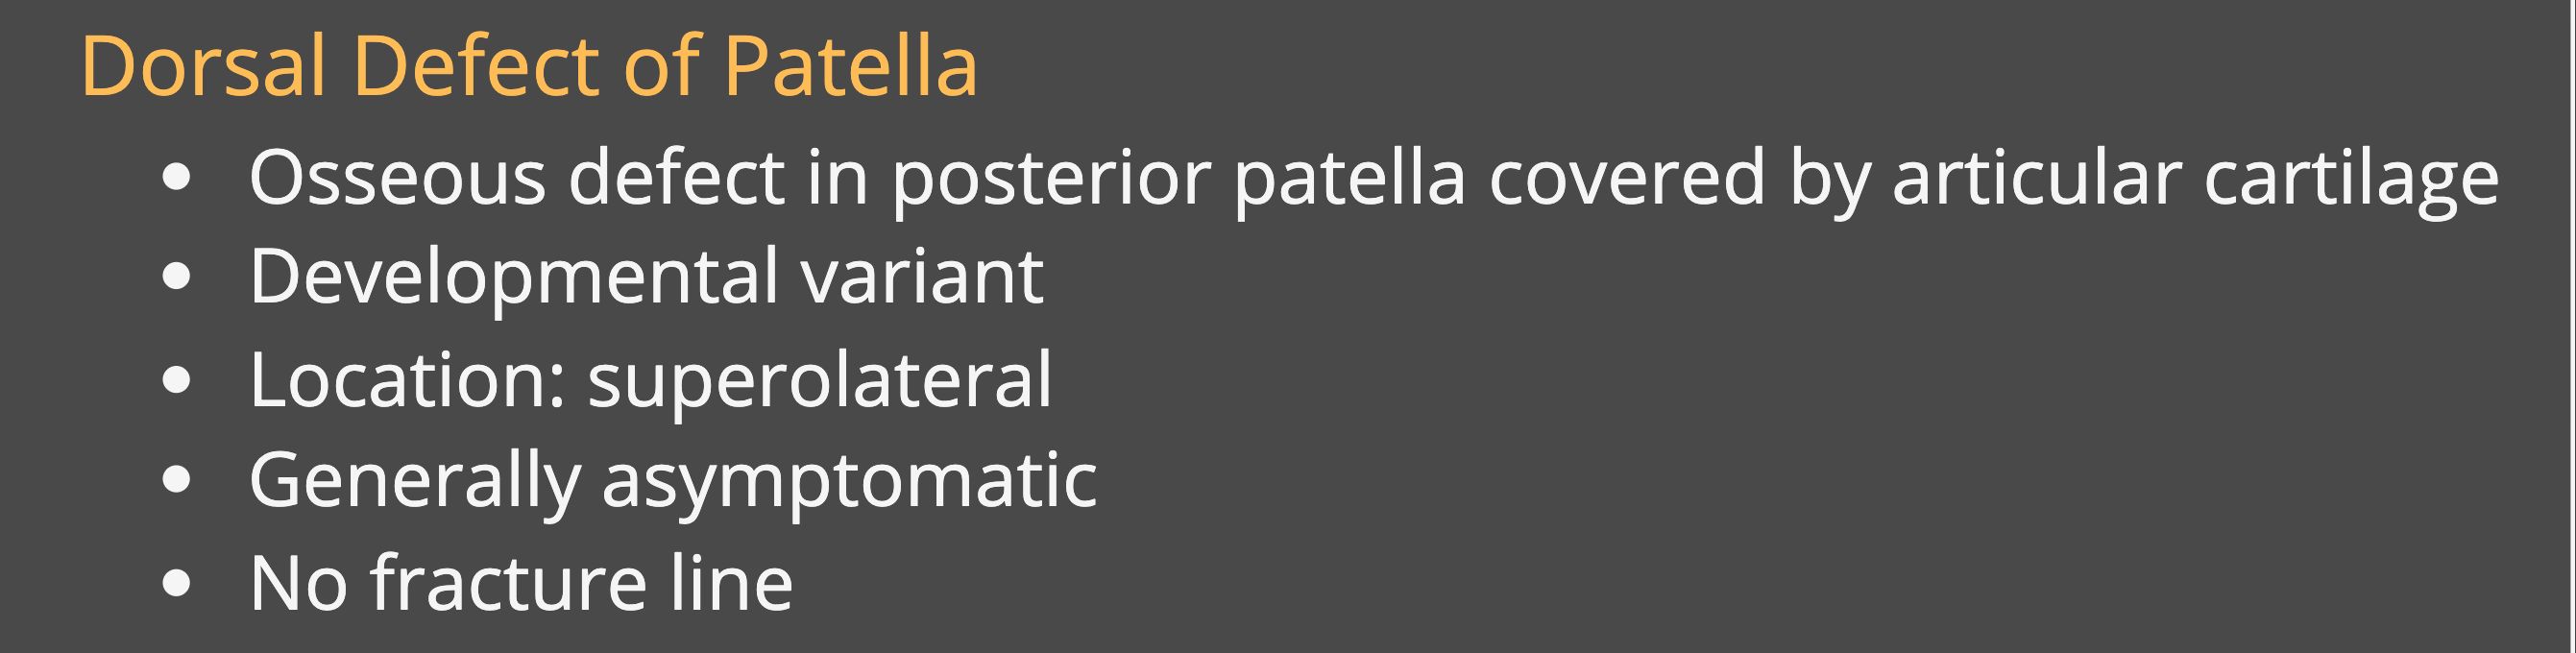 Dorsal Defect of Patella
• Osseous defect in posterior patella covered by articular cartilage
• Developmental variant
• Location: superolateral
• Generally asymptomatic
• No fracture line